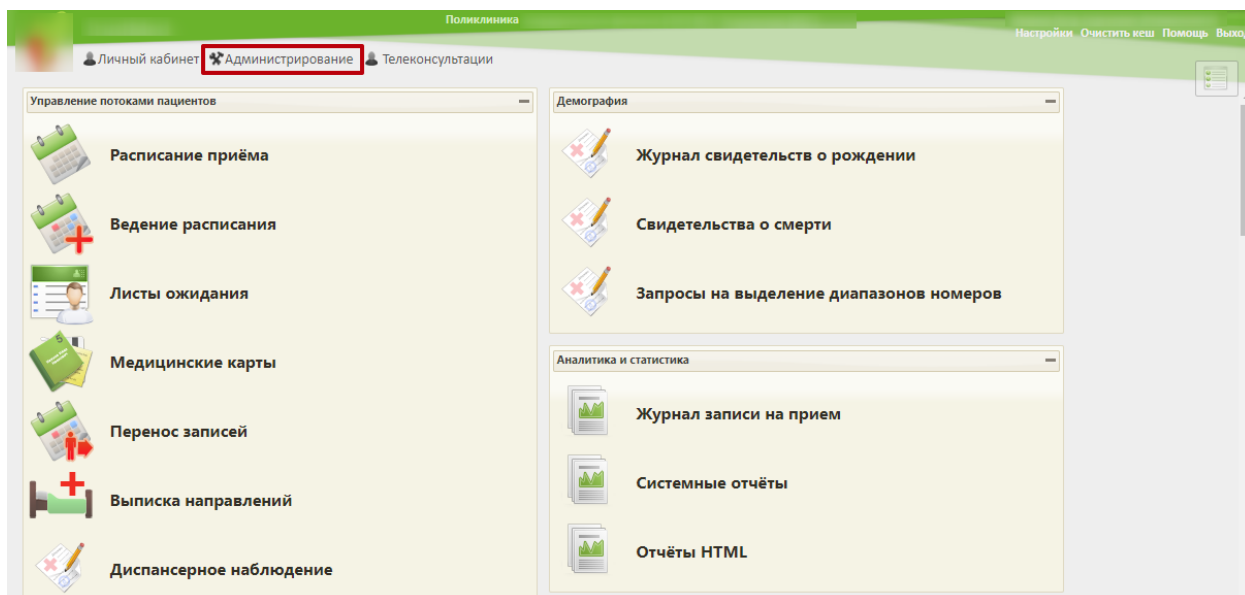 Поликлиника
Настройки Очистить кеш Помощь Выхо
Личный кабинет Администрирование Телеконсультации
Управление потоками пациентов
Расписание приёма
Ведение расписания
Листы ожидания
Медицинские карты
Перенос записей
Выписка направлений
Диспансерное наблюдение
Демография
Журнал свидетельств о рождении
Свидетельства о смерти
Запросы на выделение диапазонов номеров
Аналитика и статистика
Журнал записи на прием
Системные отчёты
Отчёты HTML